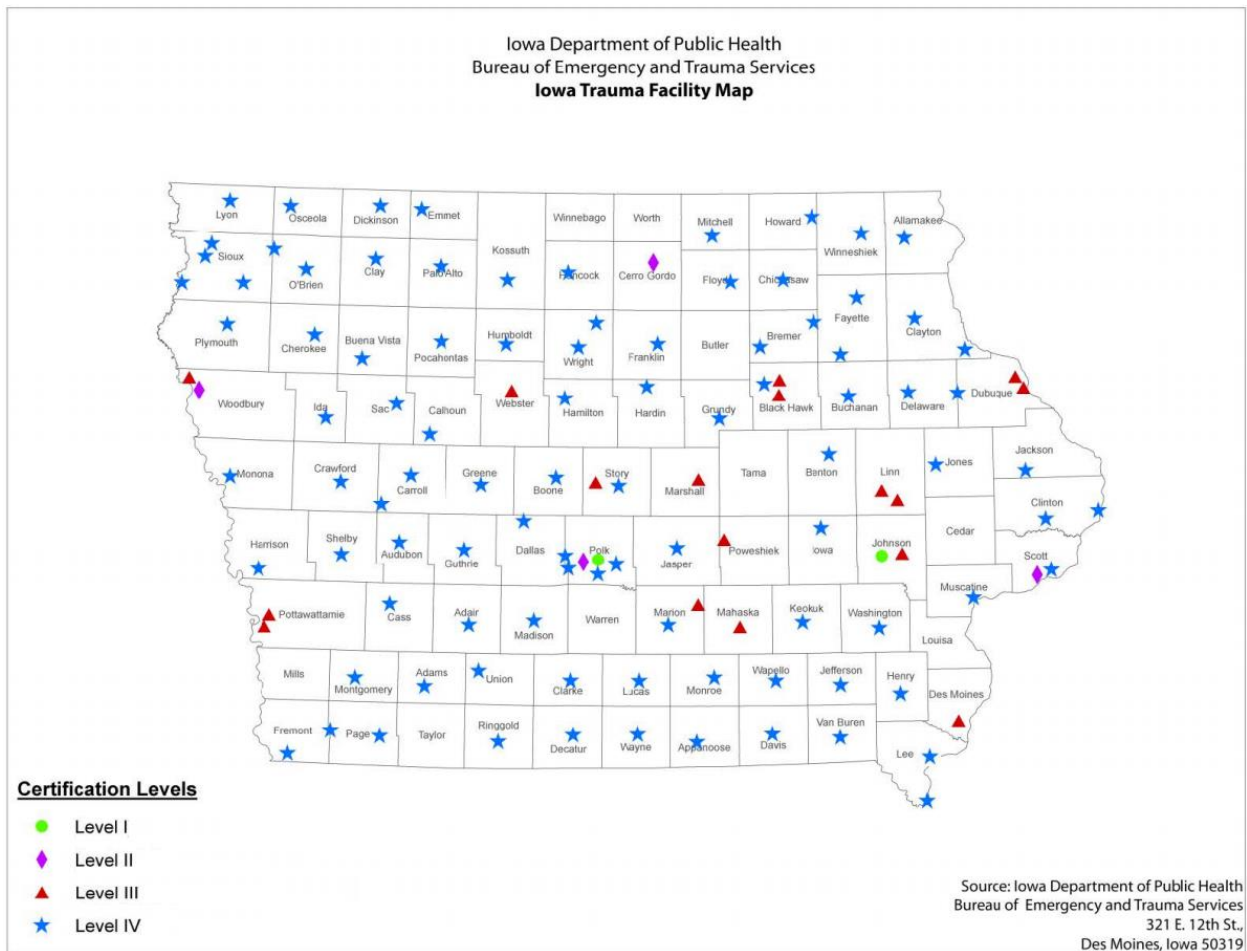 Iowa Department of Public Health
Bureau of Emergency and Trauma Services
Iowa Trauma Facility Map
Lyon
Osceola
Dickinson
Emmet
Winnebago
Worth
Mitchell
Howard
Allamakee
Winneshiek
Sioux
O'Brien
Clay
Palo Alto
Kossuth
Hancock
Cerro Gordo
Floyd
Chickasaw
Plymouth
Cherokee
Buena Vista
Pocahontas
Humboldt
Wright
Franklin
Butler
Bremer
Fayette
Clayton
Woodbury
Ida
Sac
Calhoun
Webster
Hamilton
Hardin
Grundy
Black Hawk
Buchanan
Delaware
Dubuque
Monona
Crawford
Carroll
Greene
Boone
Story
Marshall
Tama
Benton
Linn
Jones
Jackson
Clinton
Harrison
Shelby
Audubon
Guthrie
Dallas
Polk
Jasper
Poweshiek
Iowa
Johnson
Cedar
Scott
Muscatine
Pottawattamie
Cass
Adair
Madison
Warren
Marion
Mahaska
Keokuk
Washington
Louisa
Mills
Montgomery
Adams
Union
Clarke
Lucas
Monroe
Wapello
Jefferson
Henry
Des Moines
Fremont
Page
Taylor
Ringgold
Decatur
Wayne
Appanoose
Davis
Van Buren
Lee
Certification Levels
Level I
Level II
Level III
Level IV
Source: Iowa Department of Public Health
Bureau of Emergency and Trauma Services
321 E. 12th St.,
Des Moines, Iowa 50319